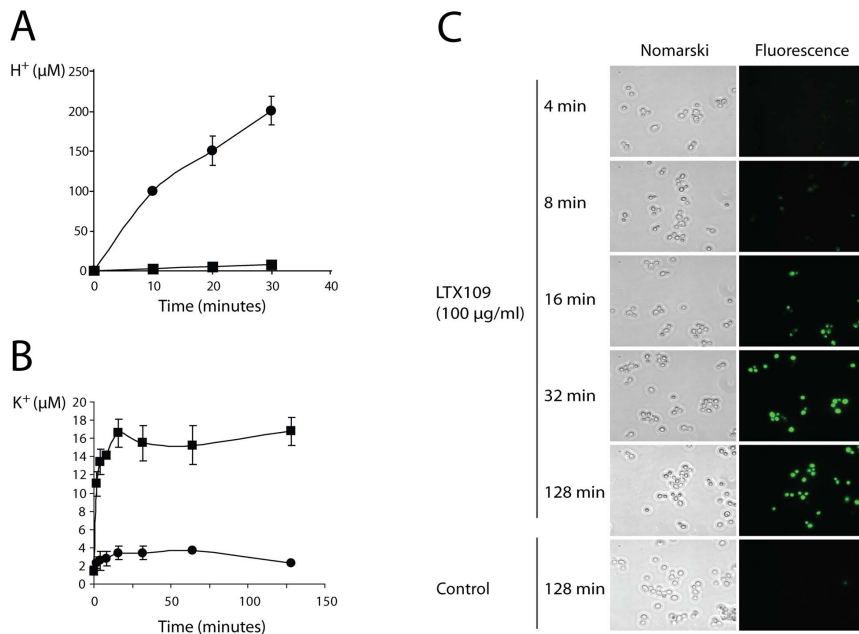 A
H⁺ (µM)
250
200
150
100
50
0
0 10 20 30 40
Time (minutes)
B
K⁺ (µM)
20
18
16
14
12
10
8
6
4
2
0
0 50 100 150
Time (minutes)
C
Nomarski Fluorescence
4 min
8 min
16 min
LTX109
(100 µg/ml)
32 min
128 min
Control 128 min